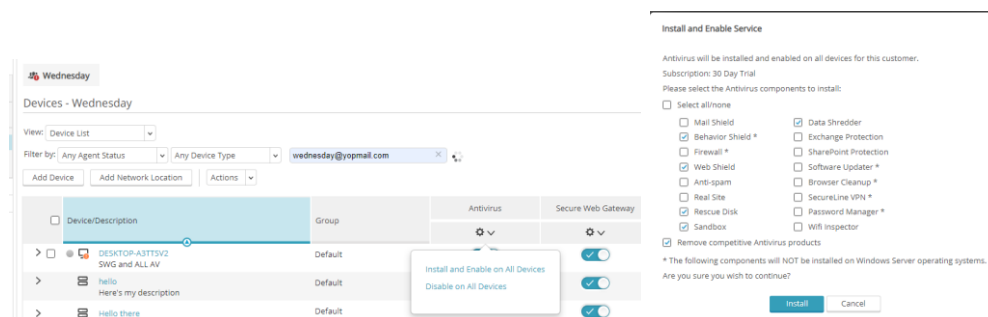 Wednesday
Devices - Wednesday
View: Device List
Filter by: Any Agent Status Any Device Type wednesday@yopmail.com
Add Device Add Network Location Actions
Device/Description Group Antivirus Secure Web Gateway
DESKTOP-A3TTSV2 Default
SWG and ALL AV
hello Default
Here's my description
Hello there Default
Install and Enable on All Devices
Disable on All Devices
Install and Enable Service
Antivirus will be installed and enabled on all devices for this customer.
Subscription: 30 Day Trial
Please select the Antivirus components to install:
Select all/none
Mail Shield Data Shredder
Behavior Shield * Exchange Protection
Firewall * SharePoint Protection
Web Shield Software Updater *
Anti-spam Browser Cleanup *
Real Site SecureLine VPN *
Rescue Disk Password Manager *
Sandbox Wifi Inspector
Remove competitive Antivirus products
* The following components will NOT be installed on Windows Server operating systems.
Are you sure you wish to continue?
Install Cancel